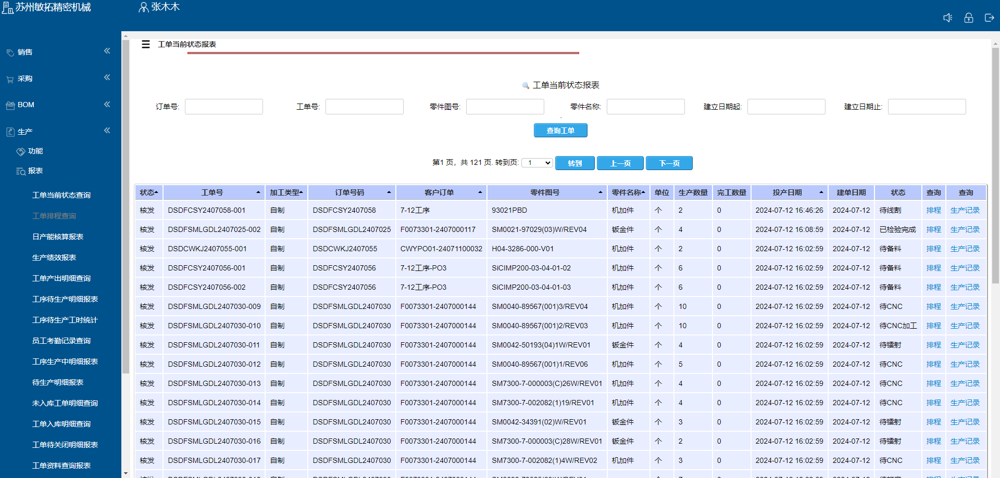 苏州敏拓精密机械
张木木
销售
采购
BOM
生产
功能
报表
工单当前状态查询
工单排程查询
日产能核算报表
生产绩效报表
工单产出明细查询
工序待生产明细报表
工序待生产工时统计
员工考勤记录查询
工序生产中明细报表
待生产明细报表
未入库工单明细查询
工单入库明细查询
工单待关闭明细报表
工单资料查询报表
工单当前状态报表
工单当前状态报表
订单号: 工单号: 零件图号: 零件名称: 建立日期起: 建立日期止:
查询工单
第1 页，共 121 页. 转到页: 1 转到 上一页 下一页
状态 工单号 加工类型 订单号码 客户订单 零件图号 零件名称 单位 生产数量 完工数量 投产日期 建单日期 状态 查询 查询
核发 DSDFCSY2407058-001 自制 DSDFCSY2407058 7-12工序 93021PBD 机加件 个 2 0 2024-07-12 16:46:26 2024-07-12 待线割 排程 生产记录
核发 DSDFSMLGDL2407025-002 自制 DSDFSMLGDL2407025 F0073301-2407000117 SM0021-97029(03)W/REV04 钣金件 个 4 0 2024-07-12 16:08:59 2024-07-12 已检验完成 排程 生产记录
核发 DSDCWKJ2407055-001 自制 DSDCWKJ2407055 CWYPO01-24071100032 H04-3286-000-V01 机加件 个 2 0 2024-07-12 16:02:59 2024-07-12 待备料 排程 生产记录
核发 DSDFCSY2407056-001 自制 DSDFCSY2407056 7-12工序-PO3 SiCIMP200-03-04-01-02 机加件 个 6 0 2024-07-12 16:02:59 2024-07-12 待备料 排程 生产记录
核发 DSDFCSY2407056-002 自制 DSDFCSY2407056 7-12工序-PO3 SiCIMP200-03-04-01-03 机加件 个 6 0 2024-07-12 16:02:59 2024-07-12 待备料 排程 生产记录
核发 DSDFSMLGDL2407030-009 自制 DSDFSMLGDL2407030 F0073301-2407000144 SM0040-89567(001)3/REV04 机加件 个 10 0 2024-07-12 16:02:59 2024-07-12 待CNC 排程 生产记录
核发 DSDFSMLGDL2407030-010 自制 DSDFSMLGDL2407030 F0073301-2407000144 SM0040-89567(001)2/REV03 机加件 个 10 0 2024-07-12 16:02:59 2024-07-12 待CNC加工 排程 生产记录
核发 DSDFSMLGDL2407030-011 自制 DSDFSMLGDL2407030 F0073301-2407000144 SM0042-50193(04)1W/REV01 钣金件 个 4 0 2024-07-12 16:02:59 2024-07-12 待镭射 排程 生产记录
核发 DSDFSMLGDL2407030-012 自制 DSDFSMLGDL2407030 F0073301-2407000144 SM0040-89567(001)1/REV06 机加件 个 5 0 2024-07-12 16:02:59 2024-07-12 待CNC 排程 生产记录
核发 DSDFSMLGDL2407030-013 自制 DSDFSMLGDL2407030 F0073301-2407000144 SM7300-7-000003(C)26W/REV01 机加件 个 4 0 2024-07-12 16:02:59 2024-07-12 待CNC 排程 生产记录
核发 DSDFSMLGDL2407030-014 自制 DSDFSMLGDL2407030 F0073301-2407000144 SM7300-7-002082(1)19/REV01 机加件 个 4 0 2024-07-12 16:02:59 2024-07-12 待CNC 排程 生产记录
核发 DSDFSMLGDL2407030-015 自制 DSDFSMLGDL2407030 F0073301-2407000144 SM0042-34391(02)W/REV01 钣金件 个 3 0 2024-07-12 16:02:59 2024-07-12 待镭射 排程 生产记录
核发 DSDFSMLGDL2407030-016 自制 DSDFSMLGDL2407030 F0073301-2407000144 SM7300-7-000003(C)28W/REV01 钣金件 个 2 0 2024-07-12 16:02:59 2024-07-12 待镭射 排程 生产记录
核发 DSDFSMLGDL2407030-017 自制 DSDFSMLGDL2407030 F0073301-2407000144 SM7300-7-002082(1)4W/REV02 机加件 个 3 0 2024-07-12 16:02:59 2024-07-12 待CNC 排程 生产记录